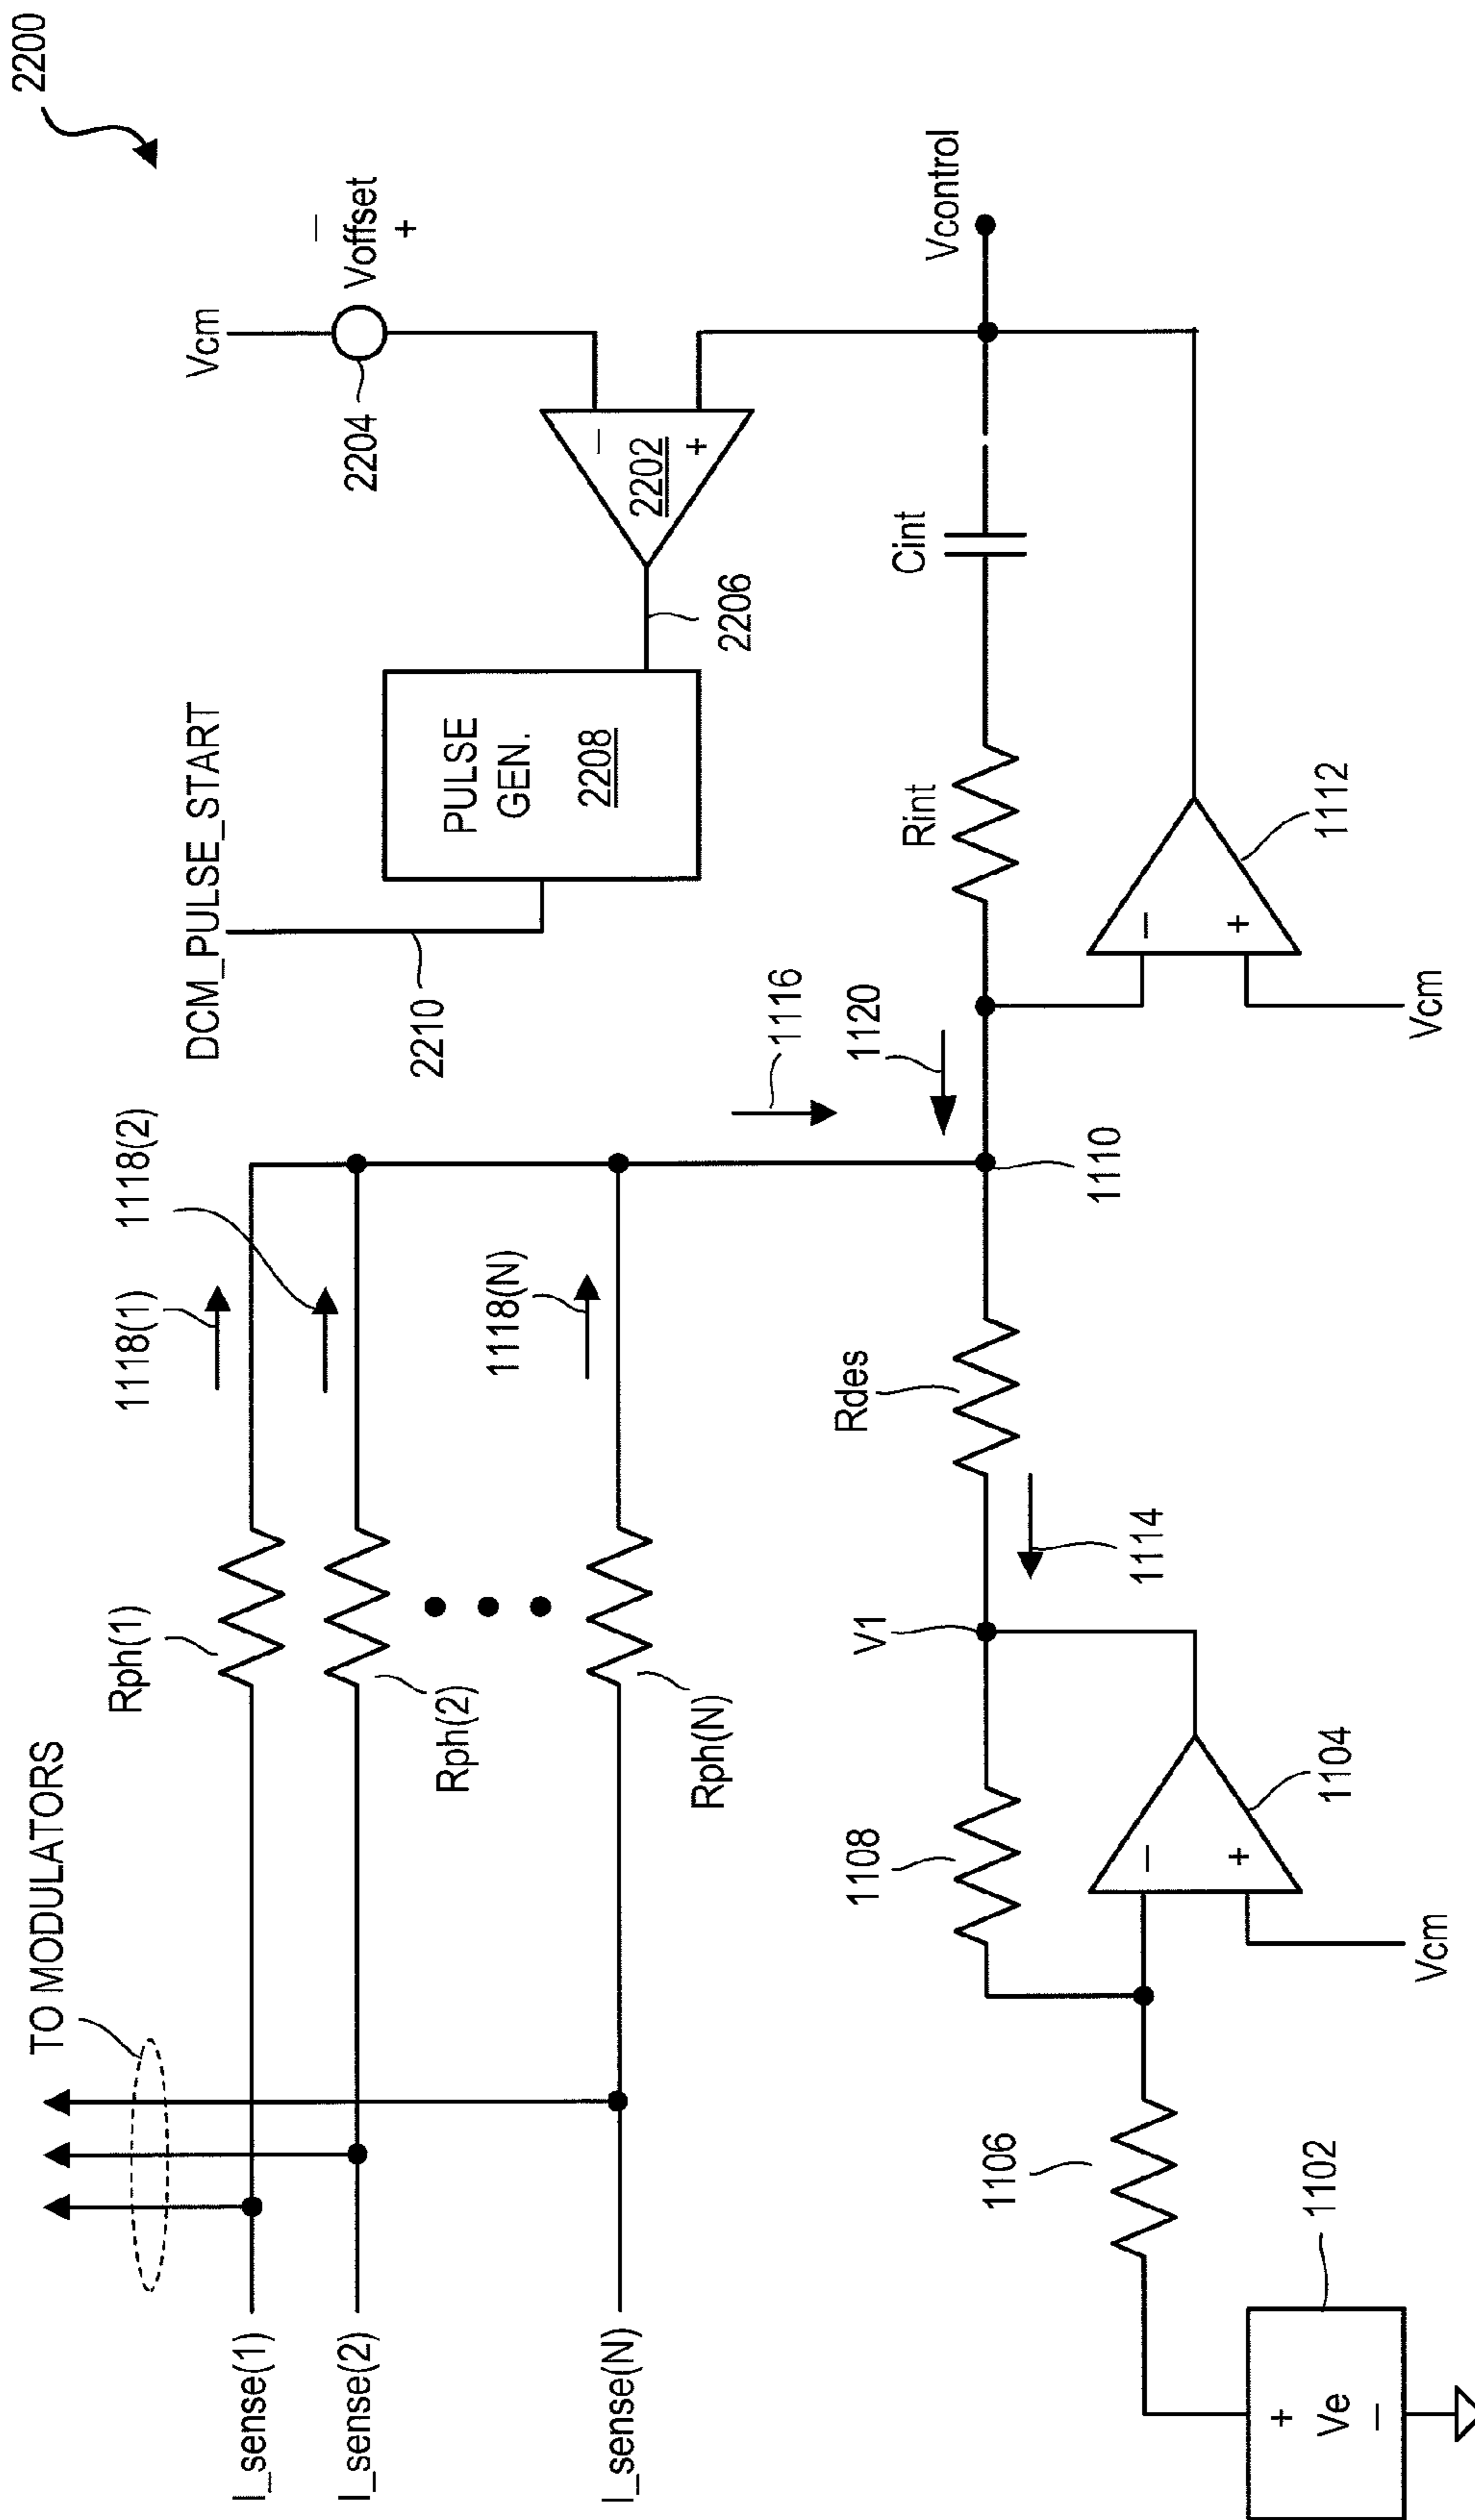 2200
TO MODULATORS
I_sense(1)
I_sense(2)
I_sense(N)
Rph(1)
Rph(2)
Rph(N)
1118(1)
1118(2)
1118(N)
DCM_PULSE_START
2210
PULSE
GEN.
2208
2206
2202
−
+
Vcm
2204
−
Voffset
+
1116
1120
1110
Rint
Cint
Vcontrol
−
+
1112
Vcm
Rdes
1114
V1
1108
−
+
1104
Vcm
1106
1102
+
Ve
−